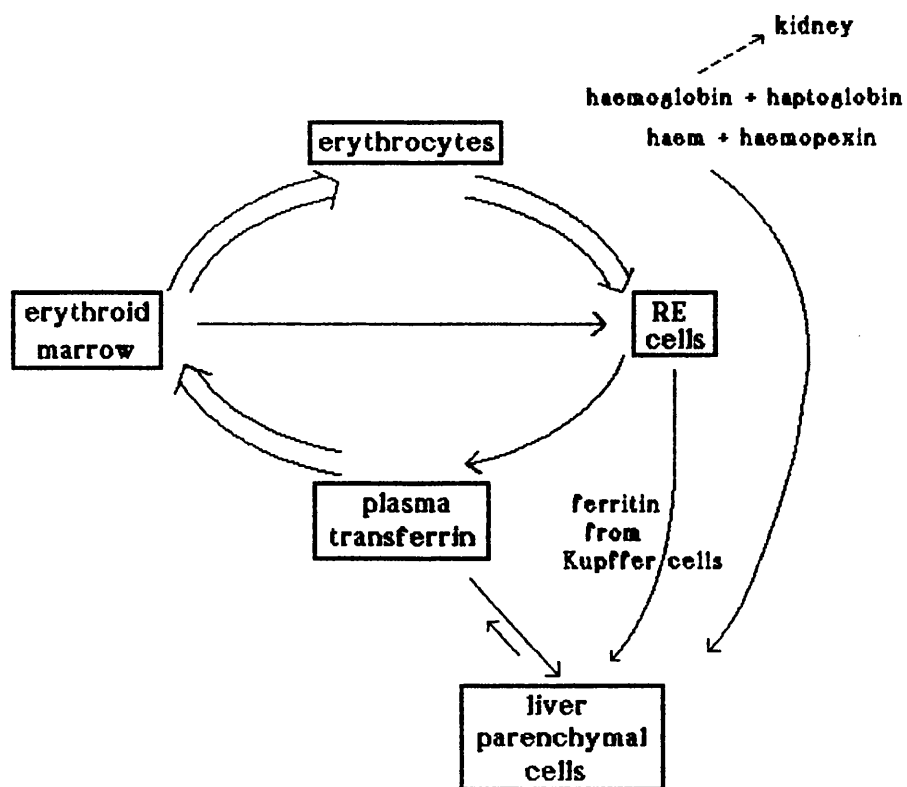 kidney
haemoglobin + haptoglobin
haem + haemopexin
erythrocytes
erythroid
marrow
RE
cells
plasma
transferrin
ferritin
from
Kupffer cells
liver
parenchymal
cells